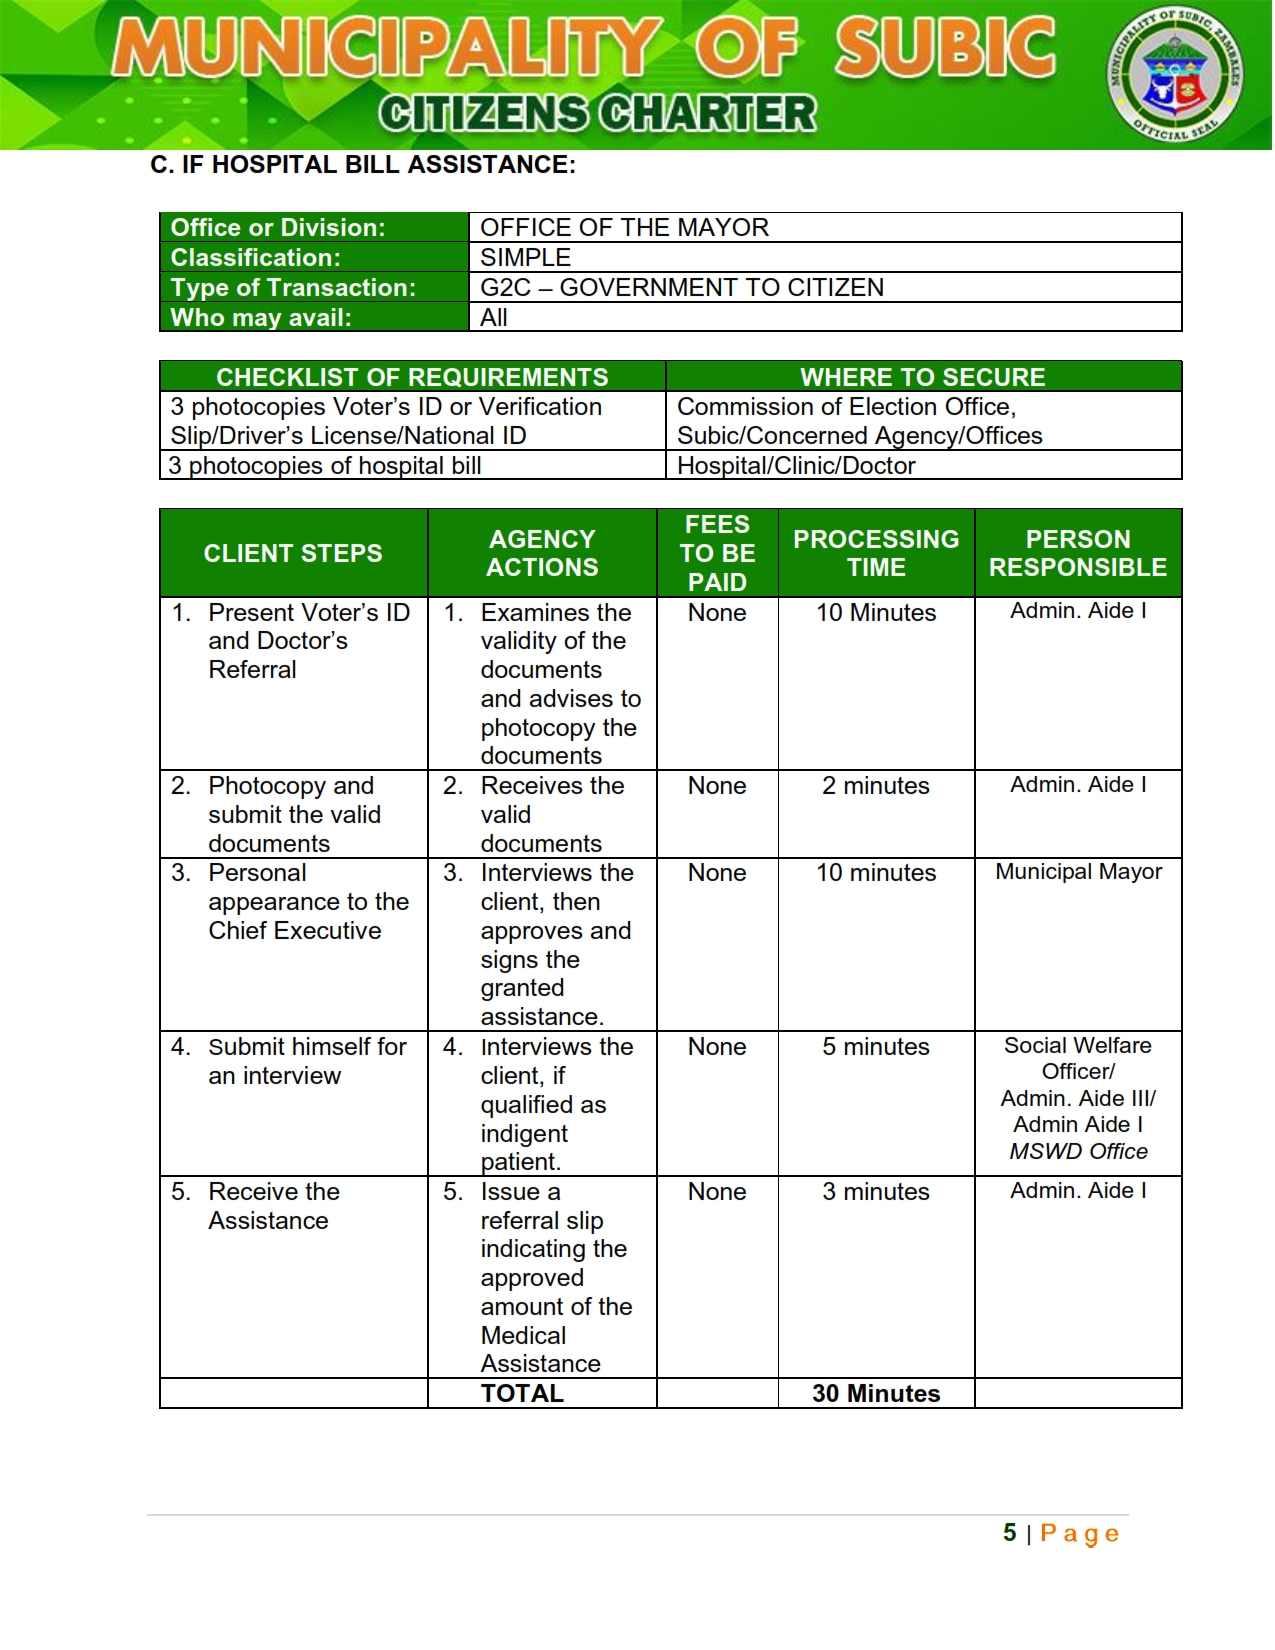 MUNICIPALITY OF SUBIC
CITIZENS CHARTER
MUNICIPALITY OF SUBIC, ZAMBALES
OFFICIAL SEAL
C. IF HOSPITAL BILL ASSISTANCE:
Office or Division:
OFFICE OF THE MAYOR
Classification:
SIMPLE
Type of Transaction:
G2C – GOVERNMENT TO CITIZEN
Who may avail:
All
CHECKLIST OF REQUIREMENTS
WHERE TO SECURE
3 photocopies Voter’s ID or Verification
Slip/Driver’s License/National ID
Commission of Election Office,
Subic/Concerned Agency/Offices
3 photocopies of hospital bill
Hospital/Clinic/Doctor
CLIENT STEPS
AGENCY
ACTIONS
FEES
TO BE
PAID
PROCESSING
TIME
PERSON
RESPONSIBLE
1. Present Voter’s ID
and Doctor’s
Referral
1. Examines the
validity of the
documents
and advises to
photocopy the
documents
None
10 Minutes
Admin. Aide I
2. Photocopy and
submit the valid
documents
2. Receives the
valid
documents
None
2 minutes
Admin. Aide I
3. Personal
appearance to the
Chief Executive
3. Interviews the
client, then
approves and
signs the
granted
assistance.
None
10 minutes
Municipal Mayor
4. Submit himself for
an interview
4. Interviews the
client, if
qualified as
indigent
patient.
None
5 minutes
Social Welfare
Officer/
Admin. Aide III/
Admin Aide I
MSWD Office
5. Receive the
Assistance
5. Issue a
referral slip
indicating the
approved
amount of the
Medical
Assistance
None
3 minutes
Admin. Aide I
TOTAL
30 Minutes
5 | Page